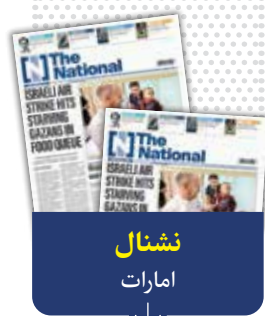 [N] The
National
ISRAELI AIR
STRIKE HITS
STARVING
GAZANS IN
FOOD QUEUE
[N] The
National
ISRAELI AIR
STRIKE HITS
STARVING
GAZANS IN
نشنال
امارات